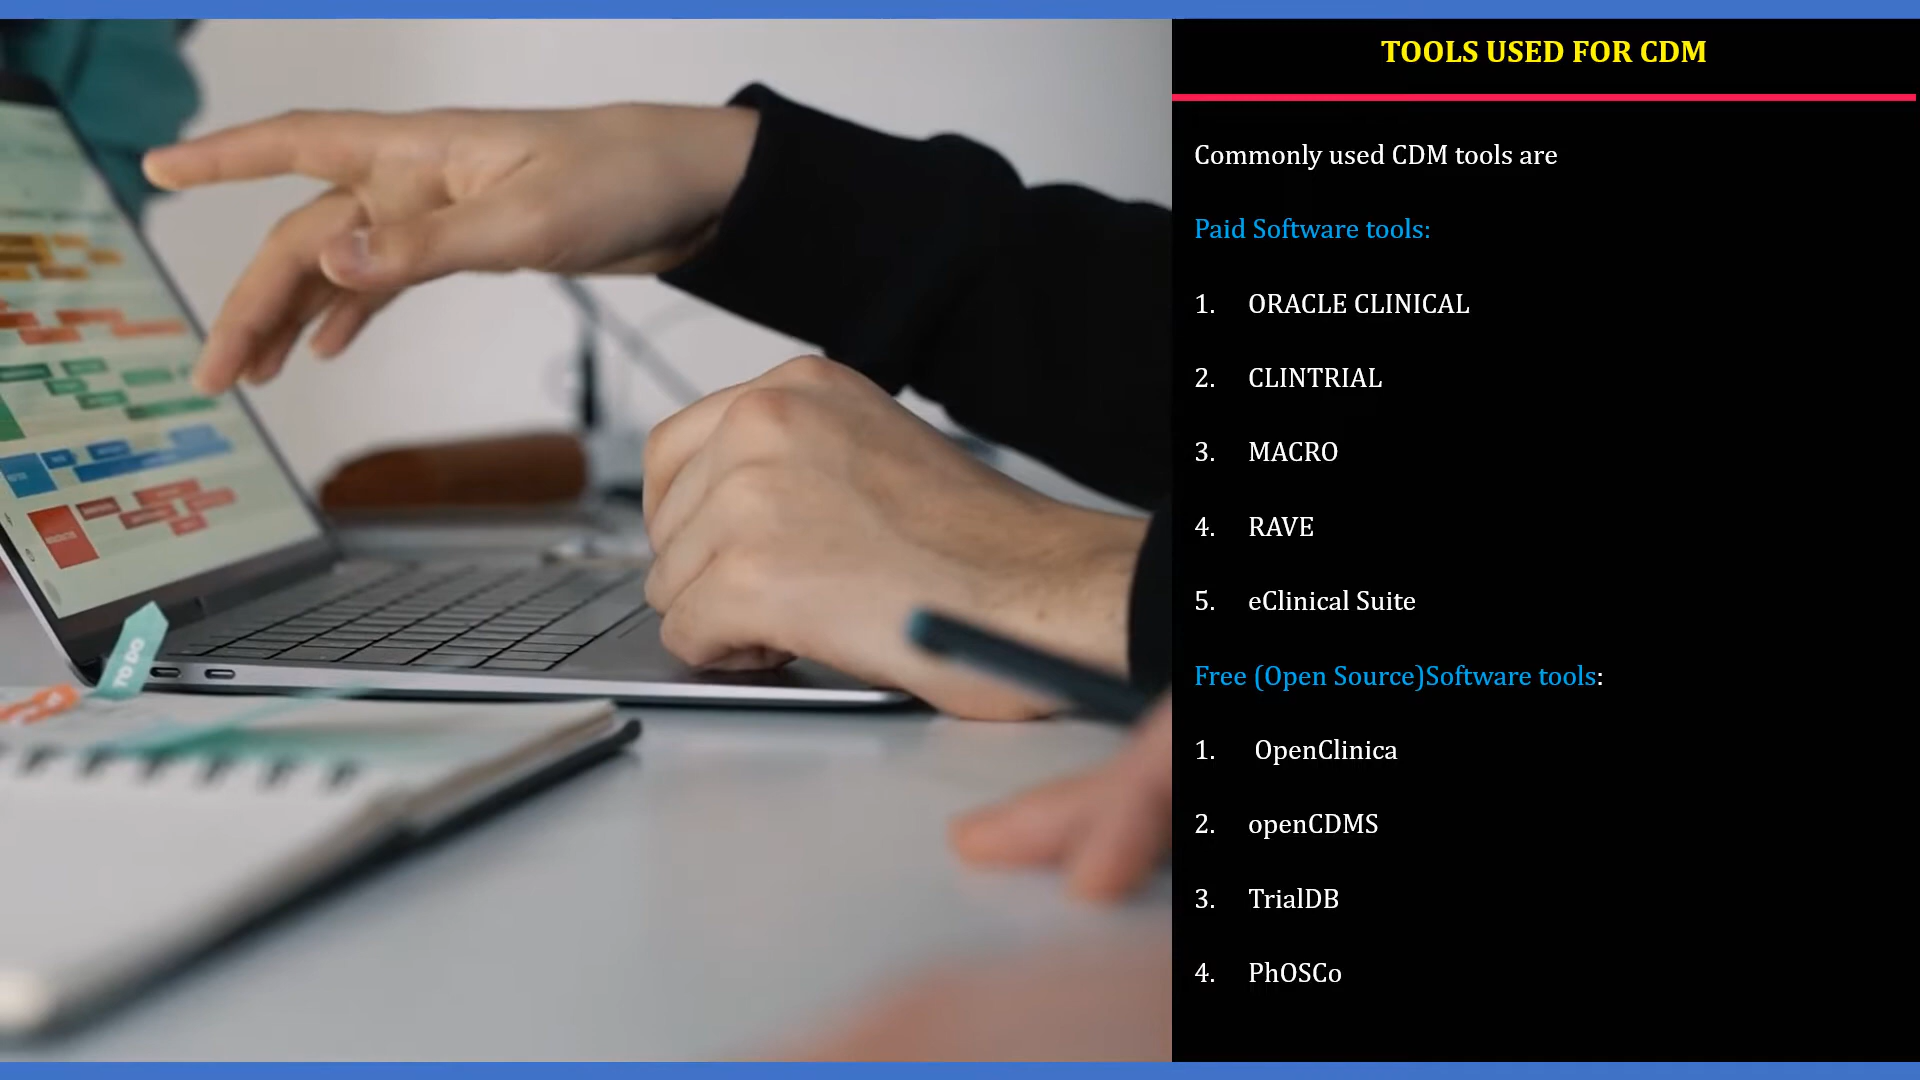 TOOLS USED FOR CDM
Commonly used CDM tools are
Paid Software tools:
1. ORACLE CLINICAL
2. CLINTRIAL
3. MACRO
4. RAVE
5. eClinical Suite
Free (Open Source)Software tools:
1. OpenClinica
2. openCDMS
3. TrialDB
4. PhOSCo
TO DO